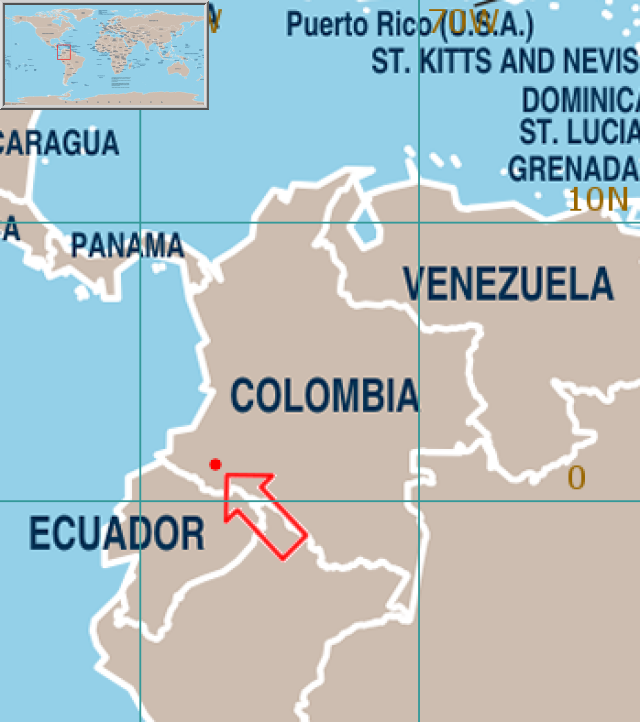 Puerto Rico (U.S.A.)
70W
ST. KITTS AND NEVIS
DOMINICA
ST. LUCIA
CARAGUA
GRENADA
10N
A
PANAMA
VENEZUELA
COLOMBIA
0
ECUADOR